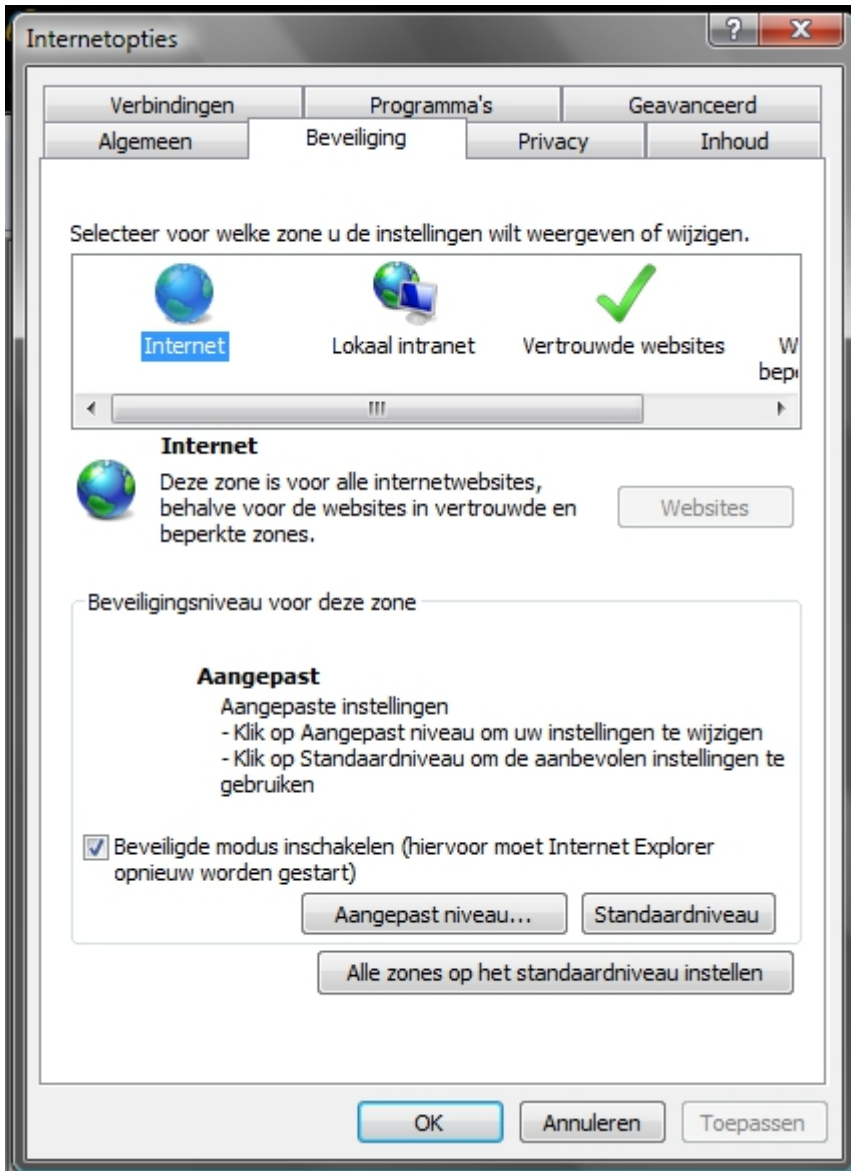 Internetopties
Verbindingen Programma's Geavanceerd
Algemeen Beveiliging Privacy Inhoud
Selecteer voor welke zone u de instellingen wilt weergeven of wijzigen.
Internet Lokaal intranet Vertrouwde websites
Internet
Deze zone is voor alle internetwebsites,
behalve voor de websites in vertrouwde en
beperkte zones.
Websites
Beveiligingsniveau voor deze zone
Aangepast
Aangepaste instellingen
- Klik op Aangepast niveau om uw instellingen te wijzigen
- Klik op Standaardniveau om de aanbevolen instellingen te
gebruiken
Beveiligde modus inschakelen (hiervoor moet Internet Explorer
opnieuw worden gestart)
Aangepast niveau... Standaardniveau
Alle zones op het standaardniveau instellen
OK Annuleren Toepassen